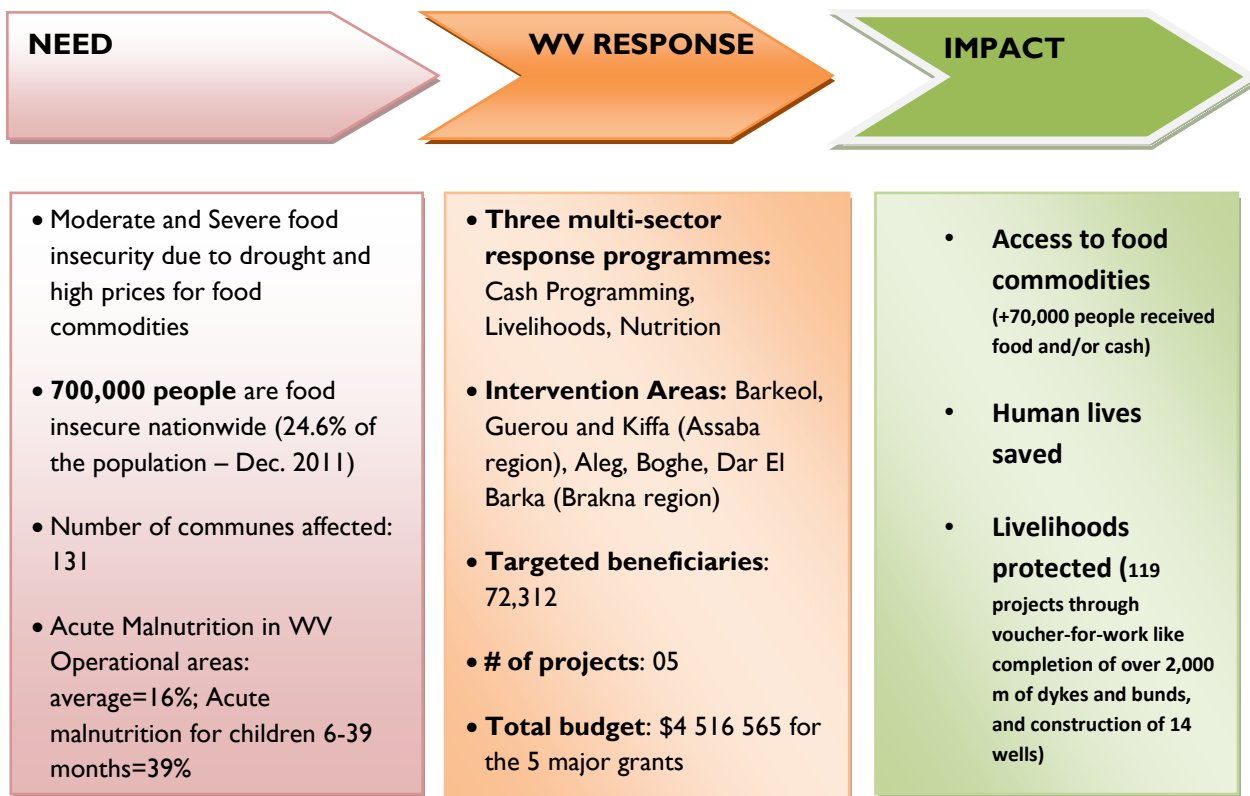 NEED
WV RESPONSE
IMPACT
• Moderate and Severe food
insecurity due to drought and
high prices for food
commodities
• 700,000 people are food
insecure nationwide (24.6% of
the population – Dec. 2011)
• Number of communes affected:
131
• Acute Malnutrition in WV
Operational areas:
average=16%; Acute
malnutrition for children 6-39
months=39%
• Three multi-sector
response programmes:
Cash Programming,
Livelihoods, Nutrition
• Intervention Areas: Barkeol,
Guerou and Kiffa (Assaba
region), Aleg, Boghe, Dar El
Barka (Brakna region)
• Targeted beneficiaries:
72,312
• # of projects: 05
• Total budget: $4 516 565 for
the 5 major grants
• Access to food
commodities
(+70,000 people received
food and/or cash)
• Human lives
saved
• Livelihoods
protected (119
projects through
voucher-for-work like
completion of over 2,000
m of dykes and bunds,
and construction of 14
wells)